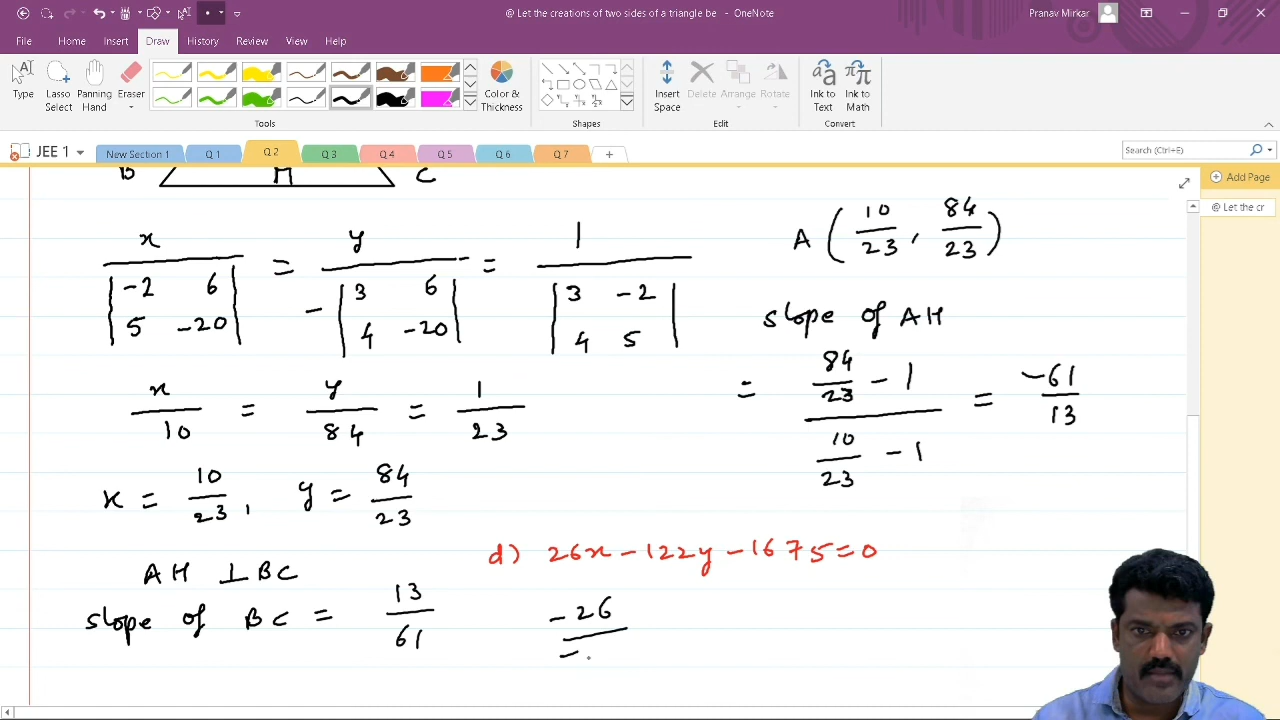 @ Let the creations of two sides of a triangle be - OneNote
Pranav Mirkar
File Home Insert Draw History Review View Help
Type Lasso Select Panning Hand Eraser Color & Thickness Insert Space Delete Arrange Rotate Ink to Text Ink to Math
Tools Shapes Edit Convert
JEE 1 New Section 1 Q 1 Q 2 Q 3 Q 4 Q 5 Q 6 Q 7 + Search (Ctrl+E)
Add Page
@ Let the cr
B H C
x / |-2 6; 5 -20| = y / -|3 6; 4 -20| = 1 / |3 -2; 4 5|
x/10 = y/84 = 1/23
x = 10/23, y = 84/23
AH ⊥ BC
slope of BC = 13/61
A (10/23, 84/23)
slope of AH
= (84/23 - 1)/(10/23 - 1) = -61/13
d) 26x - 122y - 1675 = 0
-26
-